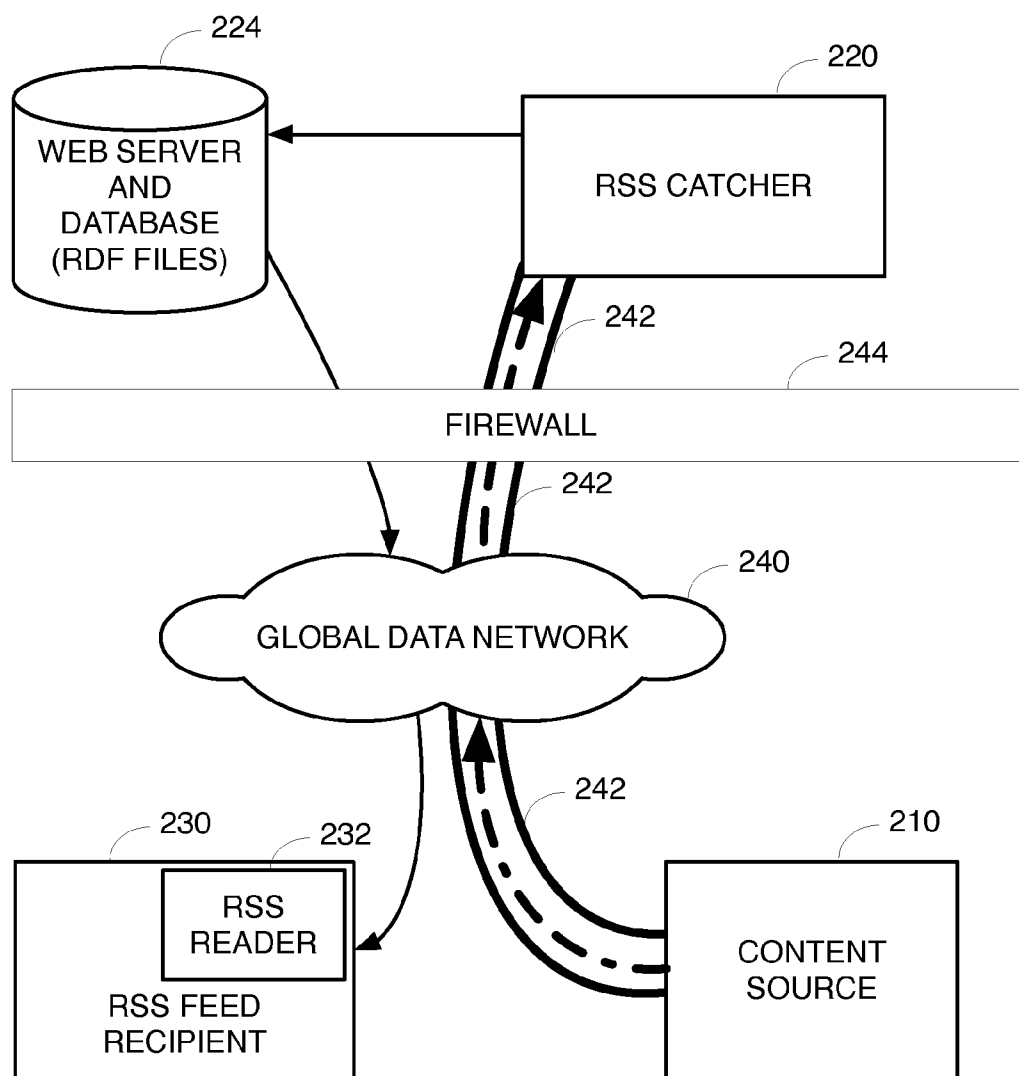 224
220
WEB SERVER
AND
DATABASE
(RDF FILES)
RSS CATCHER
242
244
FIREWALL
242
240
GLOBAL DATA NETWORK
242
230
232
210
RSS
READER
RSS FEED
RECIPIENT
CONTENT
SOURCE